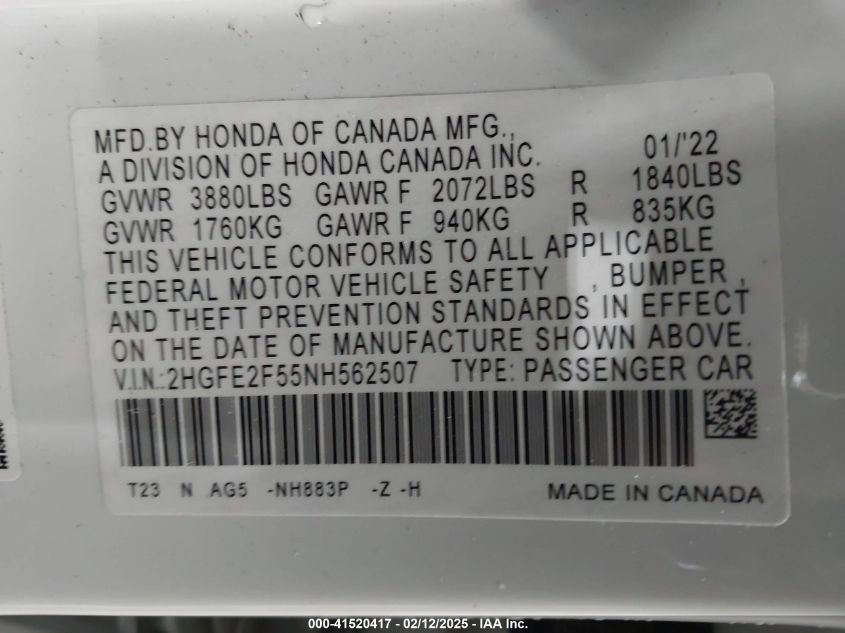 MFD.BY HONDA OF CANADA MFG.,
A DIVISION OF HONDA CANADA INC. 01/'22
GVWR 3880LBS GAWR F 2072LBS R 1840LBS
GVWR 1760KG GAWR F 940KG R 835KG
THIS VEHICLE CONFORMS TO ALL APPLICABLE
FEDERAL MOTOR VEHICLE SAFETY , BUMPER ,
AND THEFT PREVENTION STANDARDS IN EFFECT
ON THE DATE OF MANUFACTURE SHOWN ABOVE.
V.I.N.:2HGFE2F55NH562507 TYPE: PASSENGER CAR
T23 N AG5 -NH883P -Z -H MADE IN CANADA
000-41520417 - 02/12/2025 - IAA Inc.